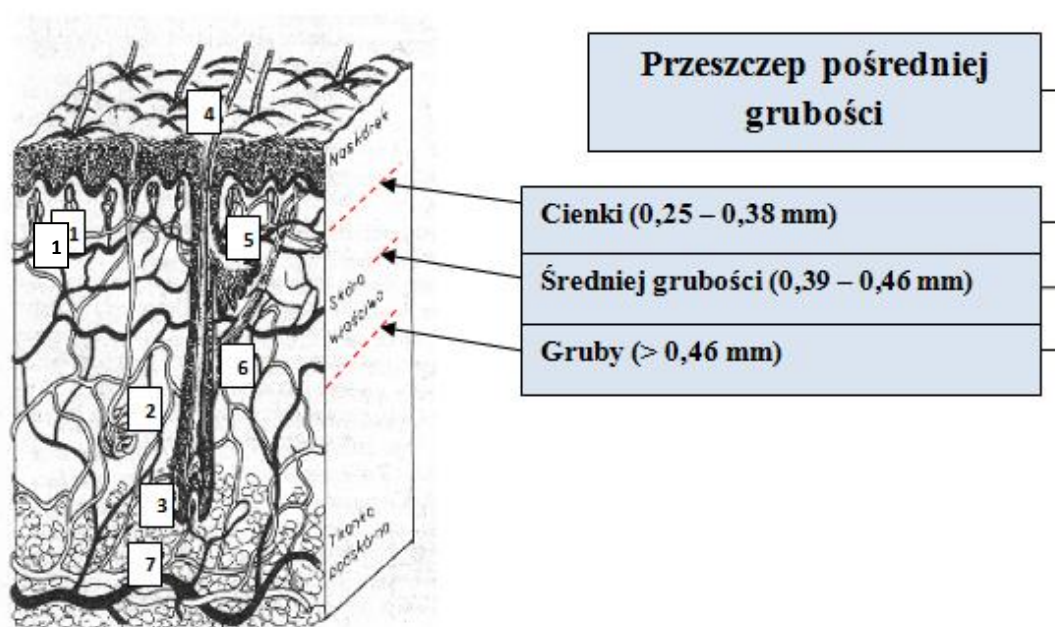 Przeszczep pośredniej
grubości
Cienki (0,25 – 0,38 mm)
Średniej grubości (0,39 – 0,46 mm)
Gruby (> 0,46 mm)
4
Naskórek
1
1
5
Skóra
właściwa
6
2
3
Tkanka
podskórna
7